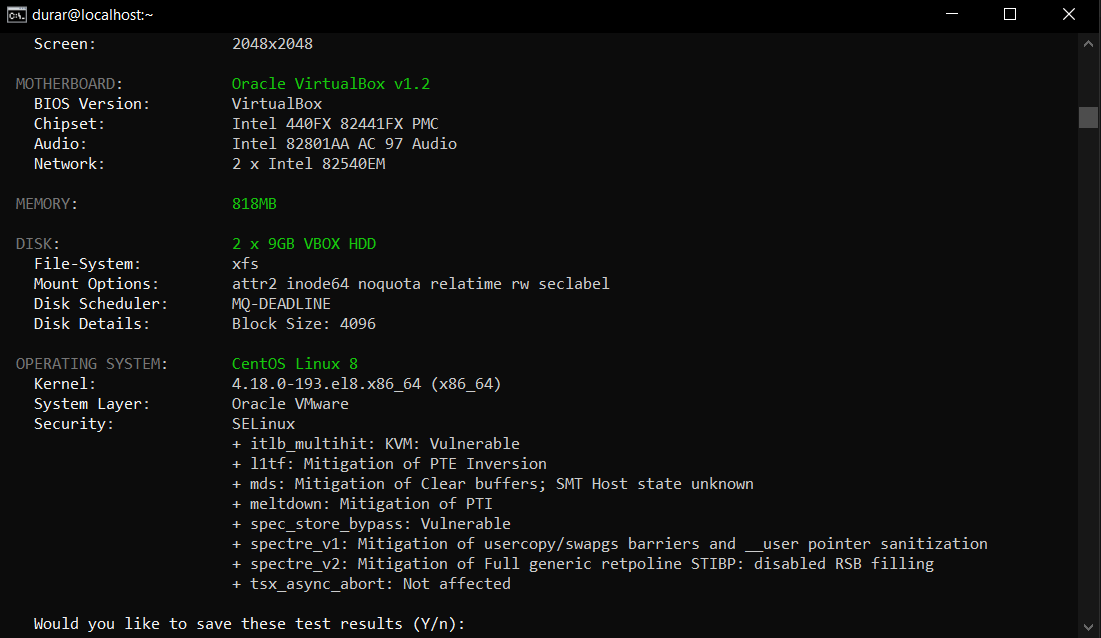 durar@localhost:~
Screen: 2048x2048
MOTHERBOARD: Oracle VirtualBox v1.2
BIOS Version: VirtualBox
Chipset: Intel 440FX 82441FX PMC
Audio: Intel 82801AA AC 97 Audio
Network: 2 x Intel 82540EM
MEMORY: 818MB
DISK: 2 x 9GB VBOX HDD
File-System: xfs
Mount Options: attr2 inode64 noquota relatime rw seclabel
Disk Scheduler: MQ-DEADLINE
Disk Details: Block Size: 4096
OPERATING SYSTEM: CentOS Linux 8
Kernel: 4.18.0-193.el8.x86_64 (x86_64)
System Layer: Oracle VMware
Security: SELinux
+ itlb_multihit: KVM: Vulnerable
+ l1tf: Mitigation of PTE Inversion
+ mds: Mitigation of Clear buffers; SMT Host state unknown
+ meltdown: Mitigation of PTI
+ spec_store_bypass: Vulnerable
+ spectre_v1: Mitigation of usercopy/swapgs barriers and __user pointer sanitization
+ spectre_v2: Mitigation of Full generic retpoline STIBP: disabled RSB filling
+ tsx_async_abort: Not affected
Would you like to save these test results (Y/n):